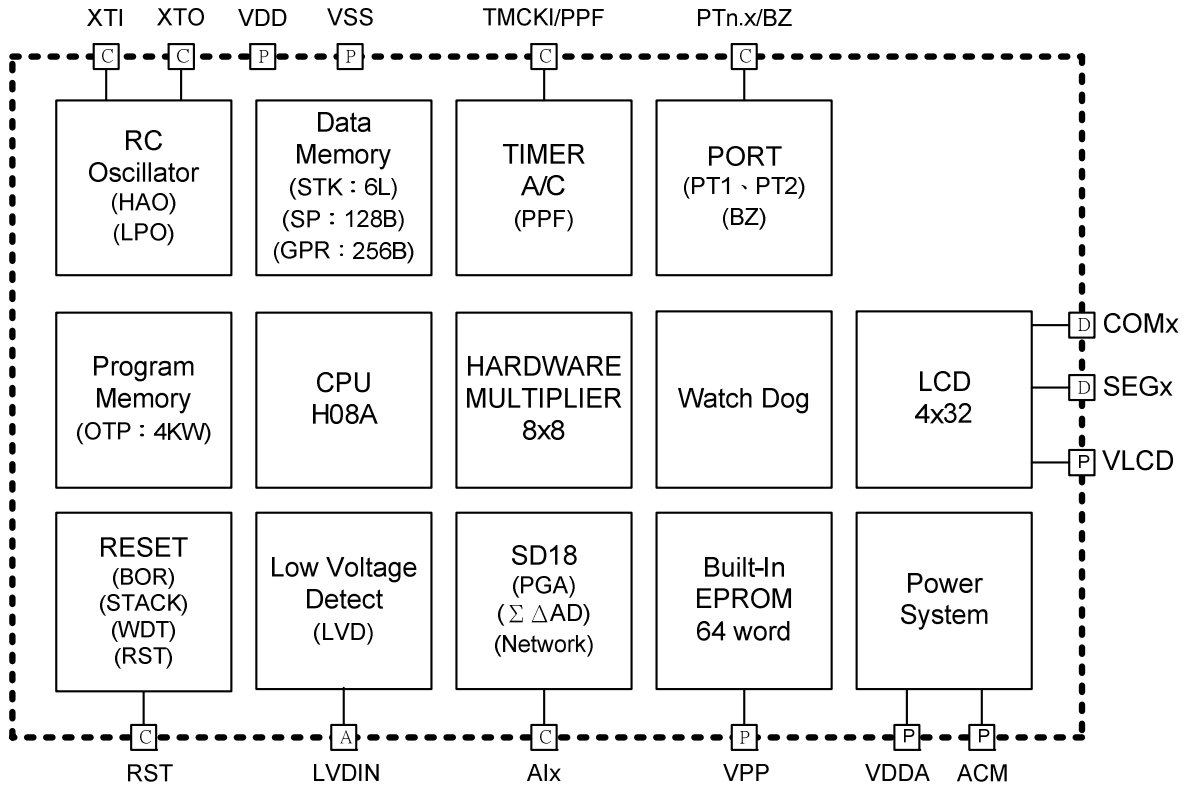 XTI XTO VDD VSS TMCKI/PPF PTn.x/BZ
C C P P C C
RC
Oscillator
(HAO)
(LPO)
Data
Memory
(STK：6L)
(SP：128B)
(GPR：256B)
TIMER
A/C
(PPF)
PORT
(PT1、PT2)
(BZ)
Program
Memory
(OTP：4KW)
CPU
H08A
HARDWARE
MULTIPLIER
8x8
Watch Dog
LCD
4x32
D COMx
D SEGx
P VLCD
RESET
(BOR)
(STACK)
(WDT)
(RST)
Low Voltage
Detect
(LVD)
SD18
(PGA)
(Σ ΔAD)
(Network)
Built-In
EPROM
64 word
Power
System
C A C P P P
RST LVDIN AIx VPP VDDA ACM